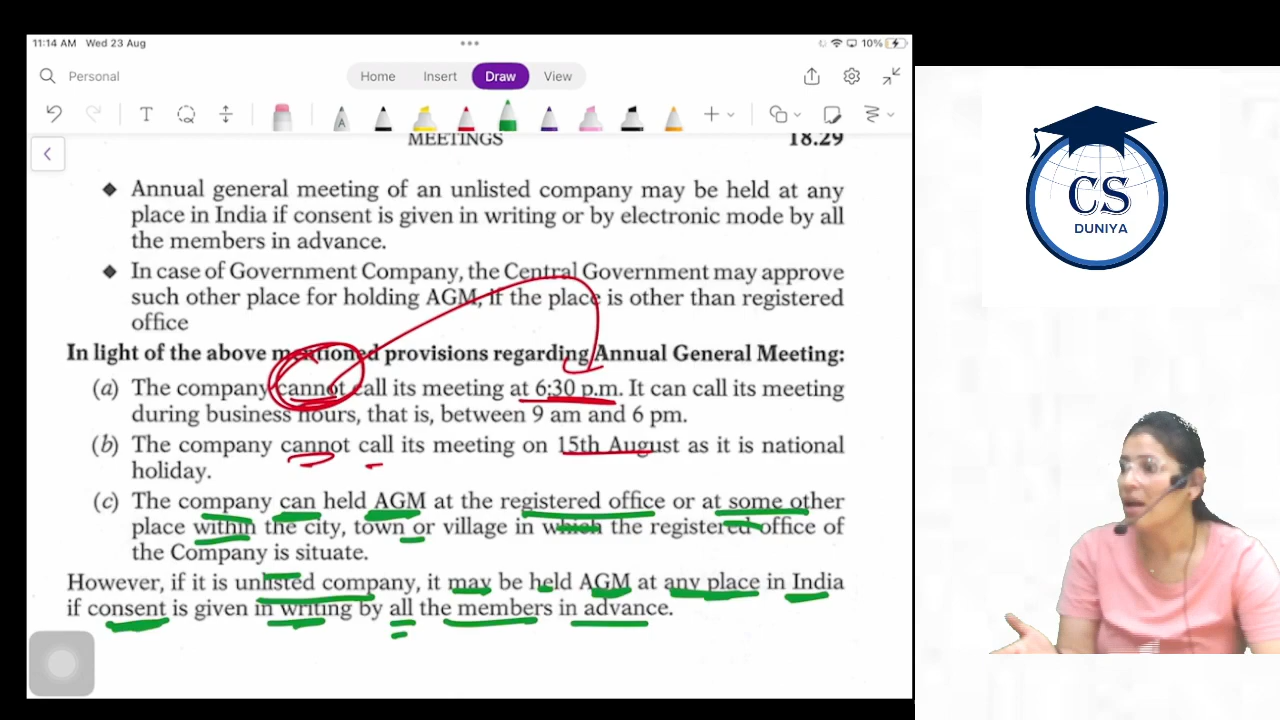 11:14 AM Wed 23 Aug
10%
Personal
Home Insert Draw View
T
A
MEETINGS 18.29
◆ Annual general meeting of an unlisted company may be held at any
place in India if consent is given in writing or by electronic mode by all
the members in advance.
◆ In case of Government Company, the Central Government may approve
such other place for holding AGM, if the place is other than registered
office
In light of the above mentioned provisions regarding Annual General Meeting:
(a) The company cannot call its meeting at 6:30 p.m. It can call its meeting
during business hours, that is, between 9 am and 6 pm.
(b) The company cannot call its meeting on 15th August as it is national
holiday.
(c) The company can held AGM at the registered office or at some other
place within the city, town or village in which the registered office of
the Company is situate.
However, if it is unlisted company, it may be held AGM at any place in India
if consent is given in writing by all the members in advance.
CS
DUNIYA